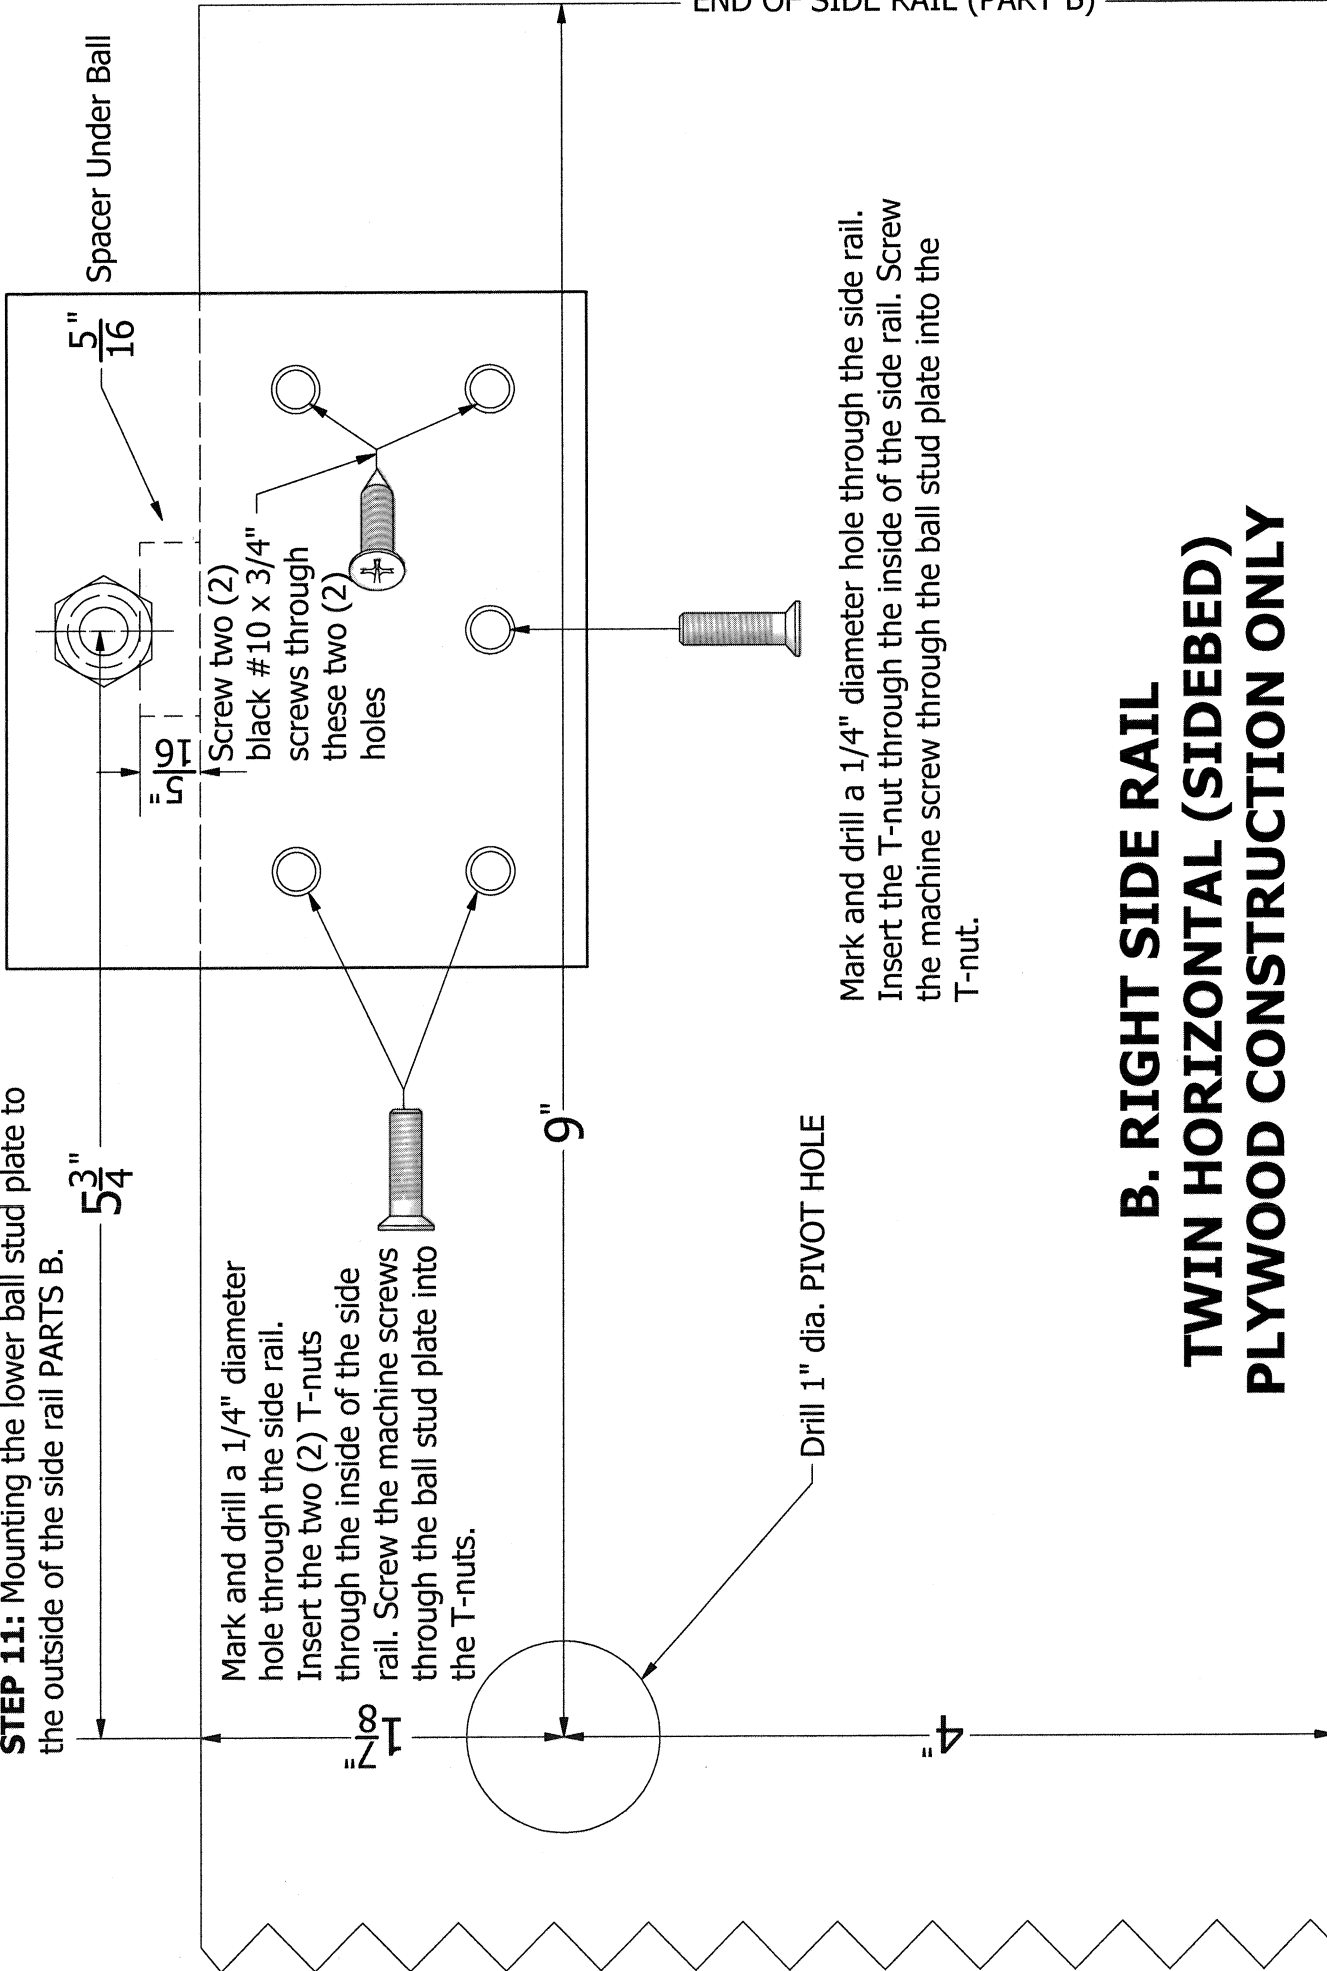 STEP 11: Mounting the lower ball stud plate to
the outside of the side rail PARTS B.
5 3/4"
Spacer Under Ball
5/16"
5/16"
Screw two (2)
black #10 x 3/4"
screws through
these two (2)
holes
Mark and drill a 1/4" diameter
hole through the side rail.
Insert the two (2) T-nuts
through the inside of the side
rail. Screw the machine screws
through the ball stud plate into
the T-nuts.
1 7/8"
9"
END OF SIDE RAIL (PART B)
4"
Drill 1" dia. PIVOT HOLE
Mark and drill a 1/4" diameter hole through the side rail.
Insert the T-nut through the inside of the side rail. Screw
the machine screw through the ball stud plate into the
T-nut.
B. RIGHT SIDE RAIL
TWIN HORIZONTAL (SIDEBED)
PLYWOOD CONSTRUCTION ONLY